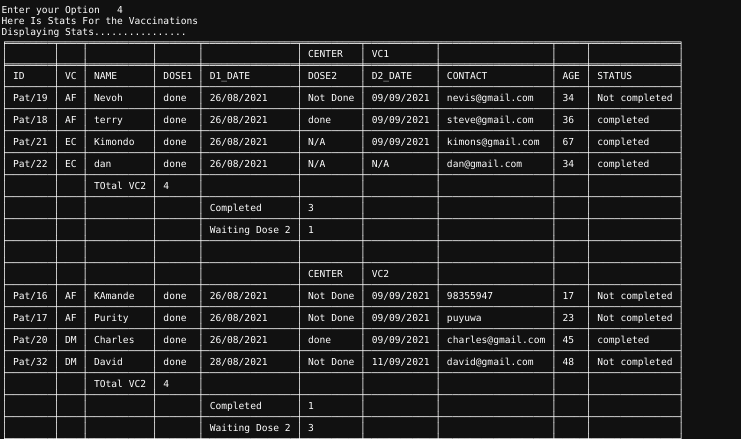 Enter your Option   4
Here Is Stats For the Vaccinations
Displaying Stats................
CENTER VC1
ID VC NAME DOSE1 D1_DATE DOSE2 D2_DATE CONTACT AGE STATUS
Pat/19 AF Nevoh done 26/08/2021 Not Done 09/09/2021 nevis@gmail.com 34 Not completed
Pat/18 AF terry done 26/08/2021 done 09/09/2021 steve@gmail.com 36 completed
Pat/21 EC Kimondo done 26/08/2021 N/A 09/09/2021 kimons@gmail.com 67 completed
Pat/22 EC dan done 26/08/2021 N/A N/A dan@gmail.com 34 completed
TOtal VC2 4
Completed 3
Waiting Dose 2 1
CENTER VC2
Pat/16 AF KAmande done 26/08/2021 Not Done 09/09/2021 98355947 17 Not completed
Pat/17 AF Purity done 26/08/2021 Not Done 09/09/2021 puyuwa 23 Not completed
Pat/20 DM Charles done 26/08/2021 done 09/09/2021 charles@gmail.com 45 completed
Pat/32 DM David done 28/08/2021 Not Done 11/09/2021 david@gmail.com 48 Not completed
TOtal VC2 4
Completed 1
Waiting Dose 2 3